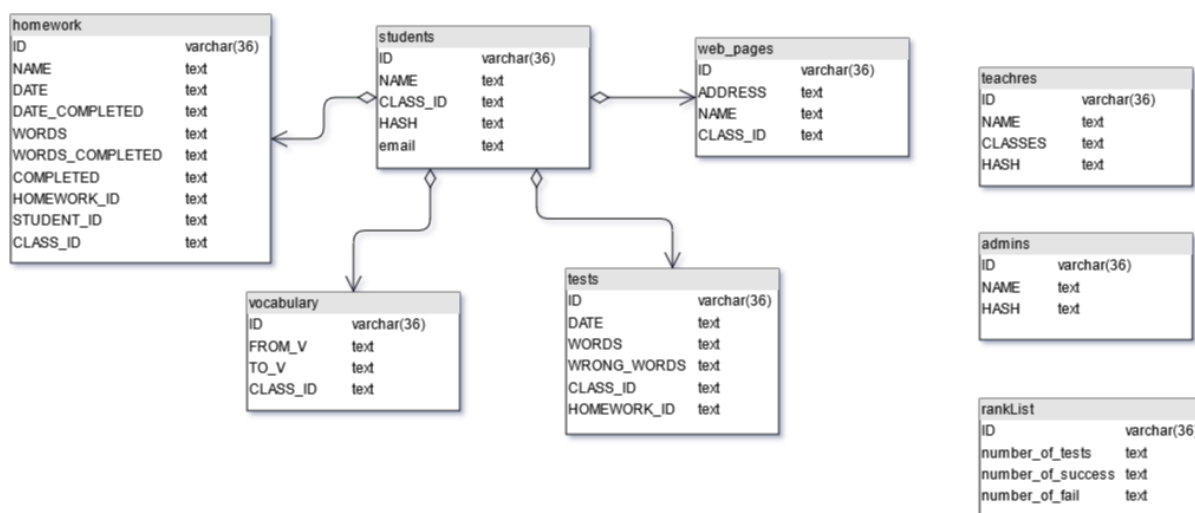 homework
ID varchar(36)
NAME text
DATE text
DATE_COMPLETED text
WORDS text
WORDS_COMPLETED text
COMPLETED text
HOMEWORK_ID text
STUDENT_ID text
CLASS_ID text
students
ID varchar(36)
NAME text
CLASS_ID text
HASH text
email text
web_pages
ID varchar(36)
ADDRESS text
NAME text
CLASS_ID text
teachres
ID varchar(36)
NAME text
CLASSES text
HASH text
vocabulary
ID varchar(36)
FROM_V text
TO_V text
CLASS_ID text
tests
ID varchar(36)
DATE text
WORDS text
WRONG_WORDS text
CLASS_ID text
HOMEWORK_ID text
admins
ID varchar(36)
NAME text
HASH text
rankList
ID varchar(36)
number_of_tests text
number_of_success text
number_of_fail text